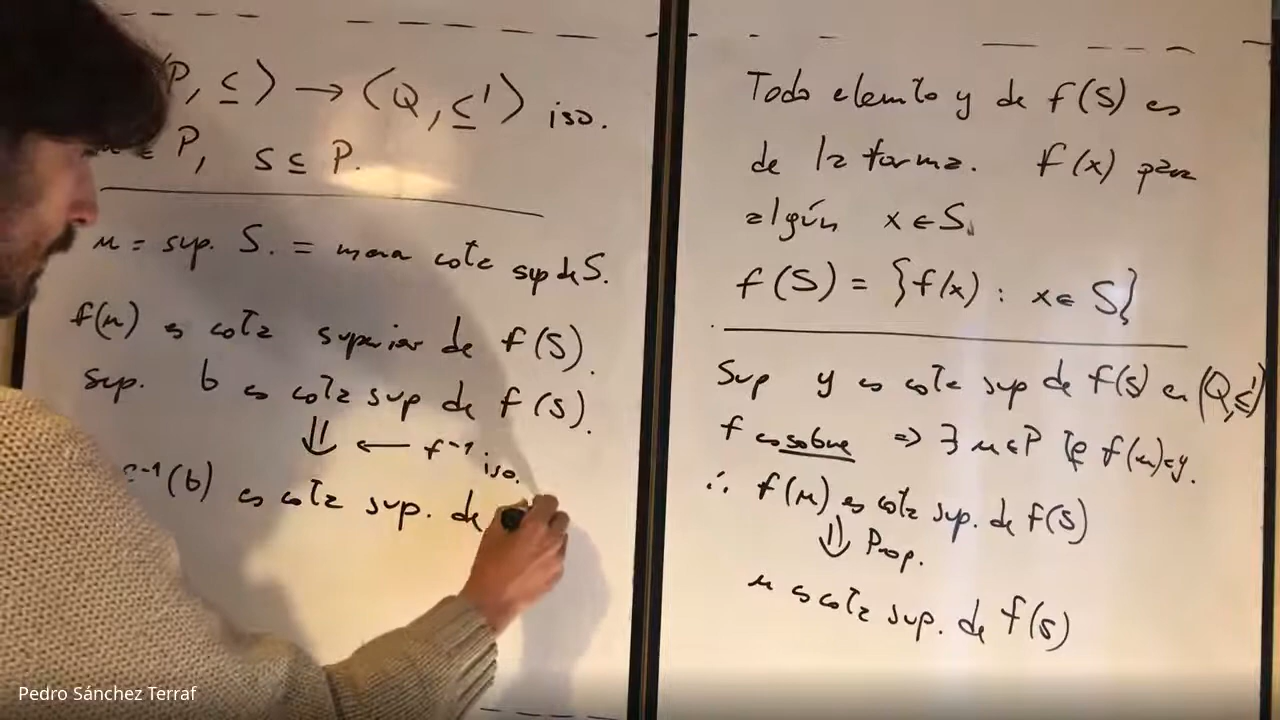 P, ≤⟩ → ⟨Q, ≤'⟩ iso.
∈ P, S ⊆ P.
u = sup. S. = menor cota sup de S.
f(u) es cota superior de f(S).
Sup. b es cota sup de f(S).
⇓ ← f⁻¹ iso.
⁻¹(b) es cota sup. de
Todo elemento y de f(S) es
de la forma. f(x) para
algún x ∈ S.
f(S) = {f(x) : x ∈ S}
Sup y es cota sup de f(S) en (Q,≤')
f es sobre ⇒ ∃ u ∈ P tq f(u)=y.
∴ f(u) es cota sup. de f(S)
⇓ Prop.
u es cota sup. de f(S)
Pedro Sánchez Terraf